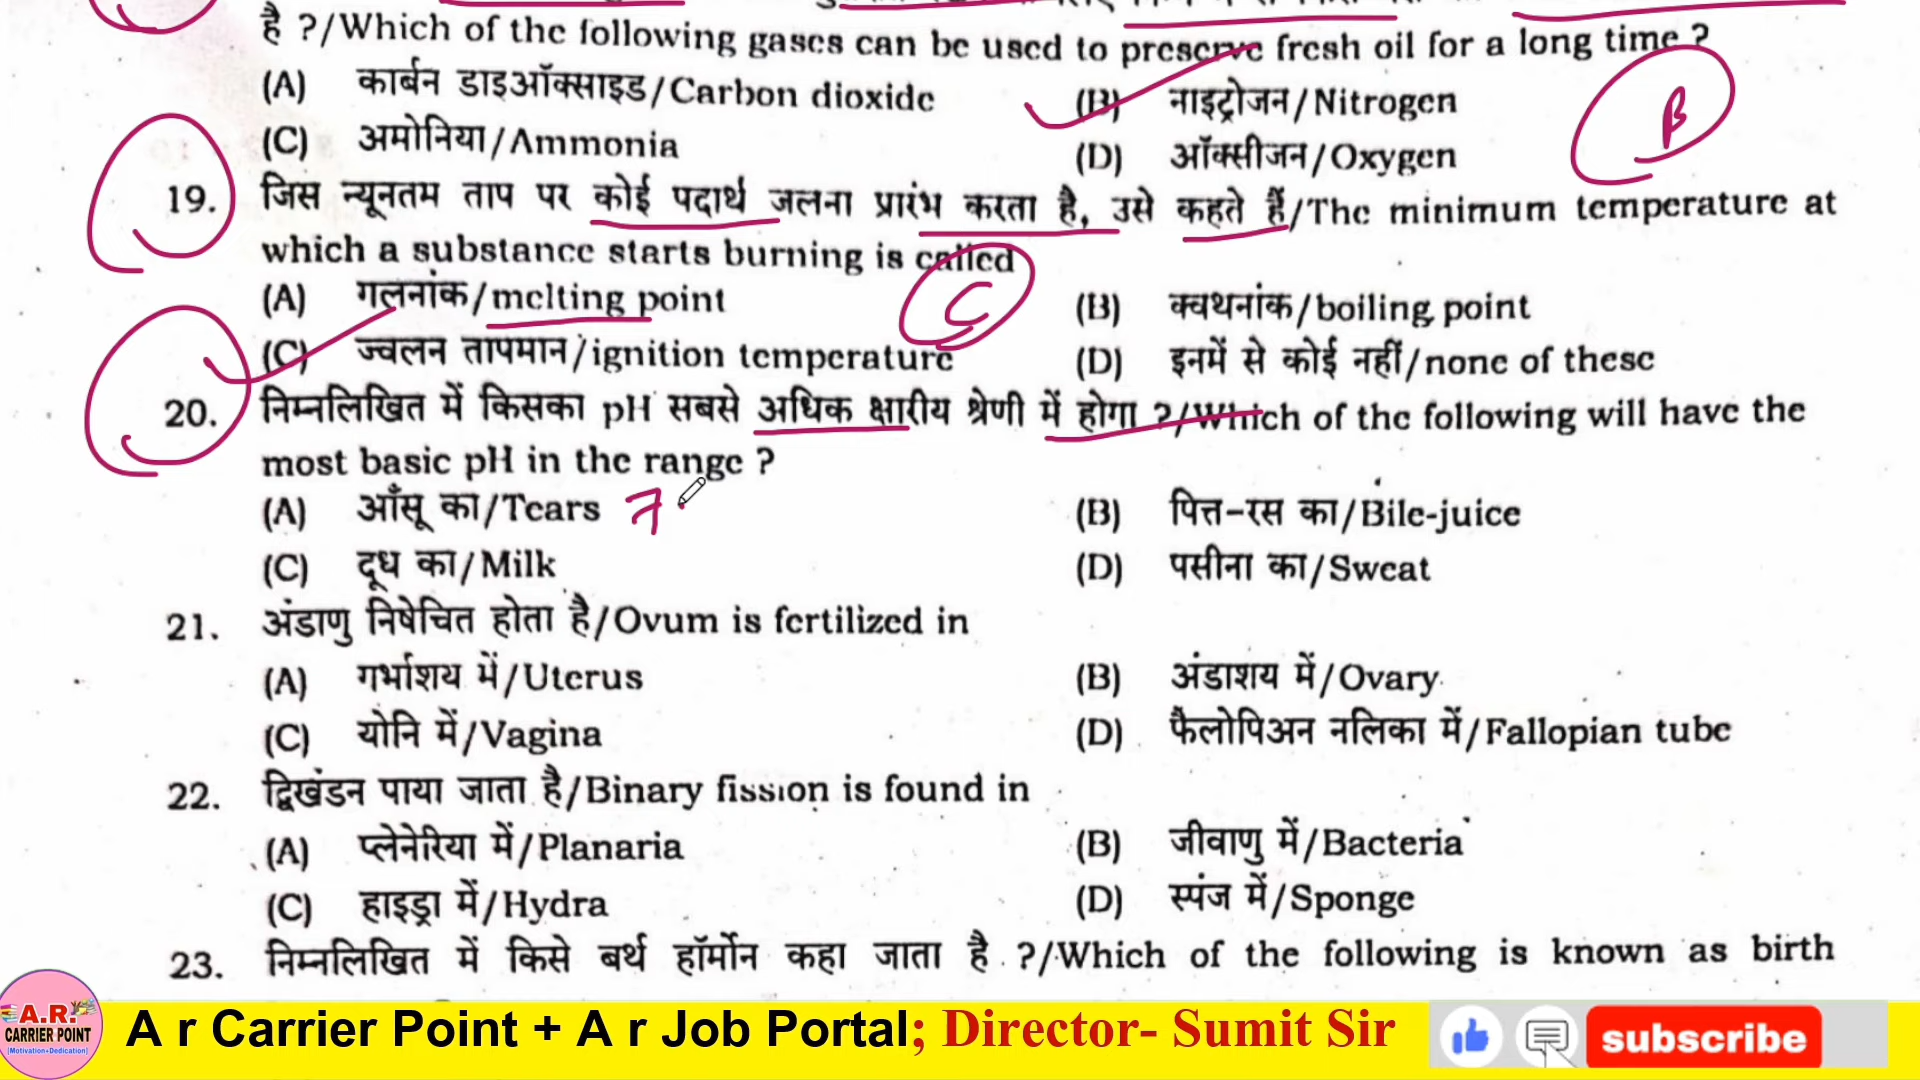 है ?/Which of the following gases can be used to preserve fresh oil for a long time ?
(A) कार्बन डाइऑक्साइड/Carbon dioxide (B) नाइट्रोजन/Nitrogen
B
(C) अमोनिया/Ammonia (D) ऑक्सीजन/Oxygen
19. जिस न्यूनतम ताप पर कोई पदार्थ जलना प्रारंभ करता है, उसे कहते हैं/The minimum temperature at
which a substance starts burning is called
(A) गलनांक/melting point (B) क्वथनांक/boiling point
C
(C) ज्वलन तापमान/ignition temperature (D) इनमें से कोई नहीं/none of these
20. निम्नलिखित में किसका pH सबसे अधिक क्षारीय श्रेणी में होगा ?/Which of the following will have the
most basic pH in the range ?
(A) आँसू का/Tears 7 (B) पित्त-रस का/Bile-juice
(C) दूध का/Milk (D) पसीना का/Sweat
21. अंडाणु निषेचित होता है/Ovum is fertilized in
(A) गर्भाशय में/Uterus (B) अंडाशय में/Ovary
(C) योनि में/Vagina (D) फैलोपिअन नलिका में/Fallopian tube
22. द्विखंडन पाया जाता है/Binary fission is found in
(A) प्लेनेरिया में/Planaria (B) जीवाणु में/Bacteria
(C) हाइड्रा में/Hydra (D) स्पंज में/Sponge
23. निम्नलिखित में किसे बर्थ हॉर्मोन कहा जाता है ?/Which of the following is known as birth
A.R.
CARRIER POINT
(Motivation+Dedication)
A r Carrier Point + A r Job Portal; Director- Sumit Sir
subscribe